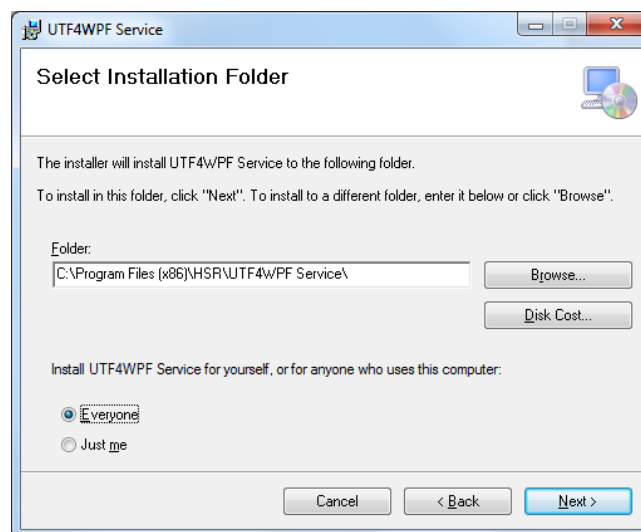 UTF4WPF Service
Select Installation Folder
The installer will install UTF4WPF Service to the following folder.
To install in this folder, click "Next". To install to a different folder, enter it below or click "Browse".
Folder:
C:\Program Files (x86)\HSR\UTF4WPF Service\
Browse...
Disk Cost...
Install UTF4WPF Service for yourself, or for anyone who uses this computer:
Everyone
Just me
Cancel
< Back
Next >